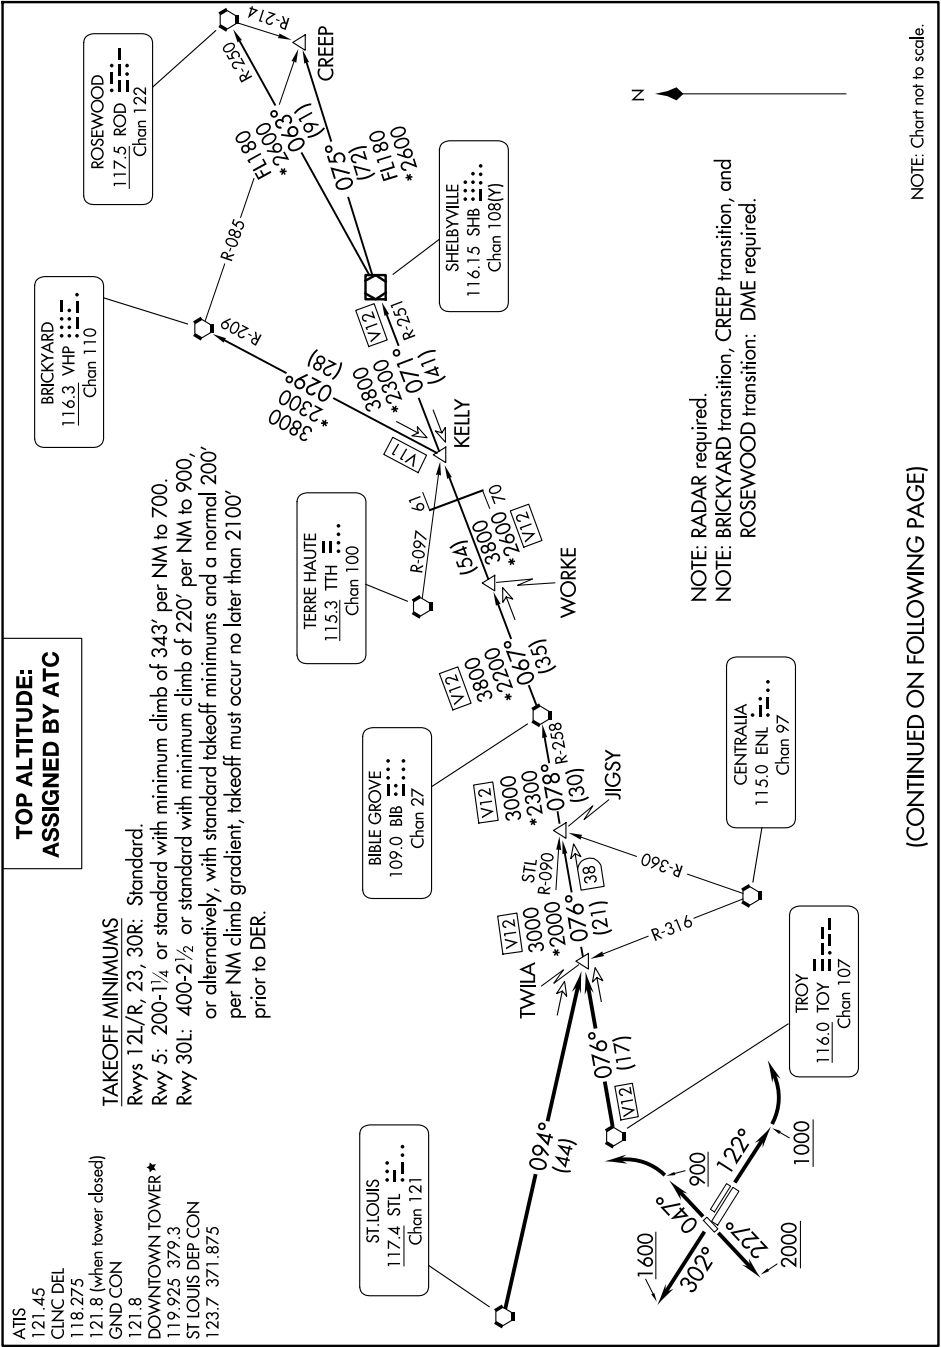 ATIS
121.45
CLNC DEL
118.275
121.8 (when tower closed)
GND CON
121.8
DOWNTOWN TOWER★
119.925 379.3
ST LOUIS DEP CON
123.7 371.875
TOP ALTITUDE:
ASSIGNED BY ATC
TAKEOFF MINIMUMS
Rwys 12L/R, 23, 30R: Standard.
Rwy 5: 200-1¼ or standard with minimum climb of 343' per NM to 700.
Rwy 30L: 400-2½ or standard with minimum climb of 220' per NM to 900,
or alternatively, with standard takeoff minimums and a normal 200'
per NM climb gradient, takeoff must occur no later than 2100'
prior to DER.
BRICKYARD
116.3 VHP
Chan 110
ROSEWOOD
117.5 ROD
Chan 122
R-214
R-250
CREEP
R-085
R-209
FL180
*2600
063°
(91)
075°
(72)
FL180
*2600
SHELBYVILLE
116.15 SHB
Chan 108(Y)
3800
*2300
029°
(28)
V11
V12
R-251
3800
*2300
071°
(41)
KELLY
TERRE HAUTE
115.3 TTH
Chan 100
R-097
61
70
(54)
3800
*2600
V12
WORKE
V12
3800
*2200
067°
(35)
BIBLE GROVE
109.0 BIB
Chan 27
R-258
V12
3000
*2300
078°
(30)
JIGSY
STL
R-090
38
V12
3000
*2000
076°
(21)
TWILA
R-360
R-316
CENTRALIA
115.0 ENL
Chan 97
TROY
116.0 TOY
Chan 107
076°
(17)
V12
094°
(44)
ST.LOUIS
117.4 STL
Chan 121
1600
302°
047°
900
227°
2000
122°
1000
N
NOTE: RADAR required.
NOTE: BRICKYARD transition, CREEP transition, and
ROSEWOOD transition: DME required.
NOTE: Chart not to scale.
(CONTINUED ON FOLLOWING PAGE)